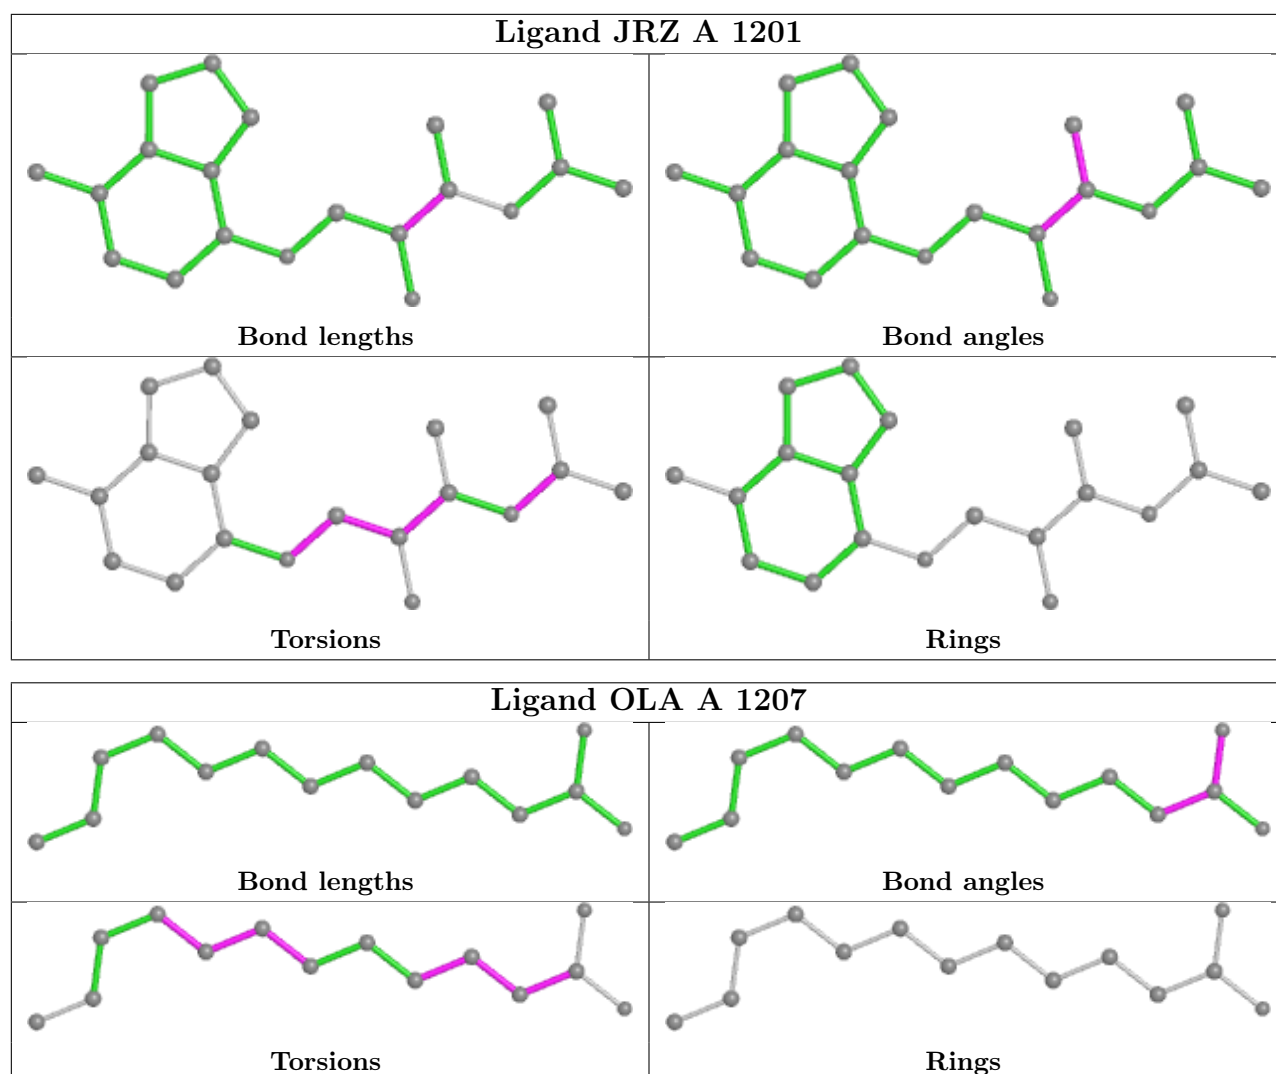 Ligand JRZ A 1201
Bond lengths
Bond angles
Torsions
Rings
Ligand OLA A 1207
Bond lengths
Bond angles
Torsions
Rings